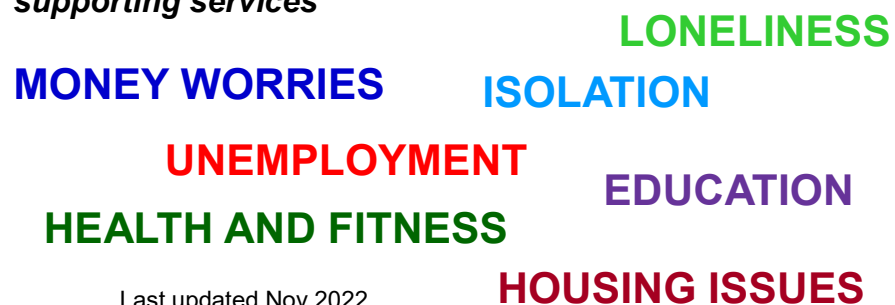 supporting services
LONELINESS
MONEY WORRIES
ISOLATION
UNEMPLOYMENT
EDUCATION
HEALTH AND FITNESS
HOUSING ISSUES
Last updated Nov 2022